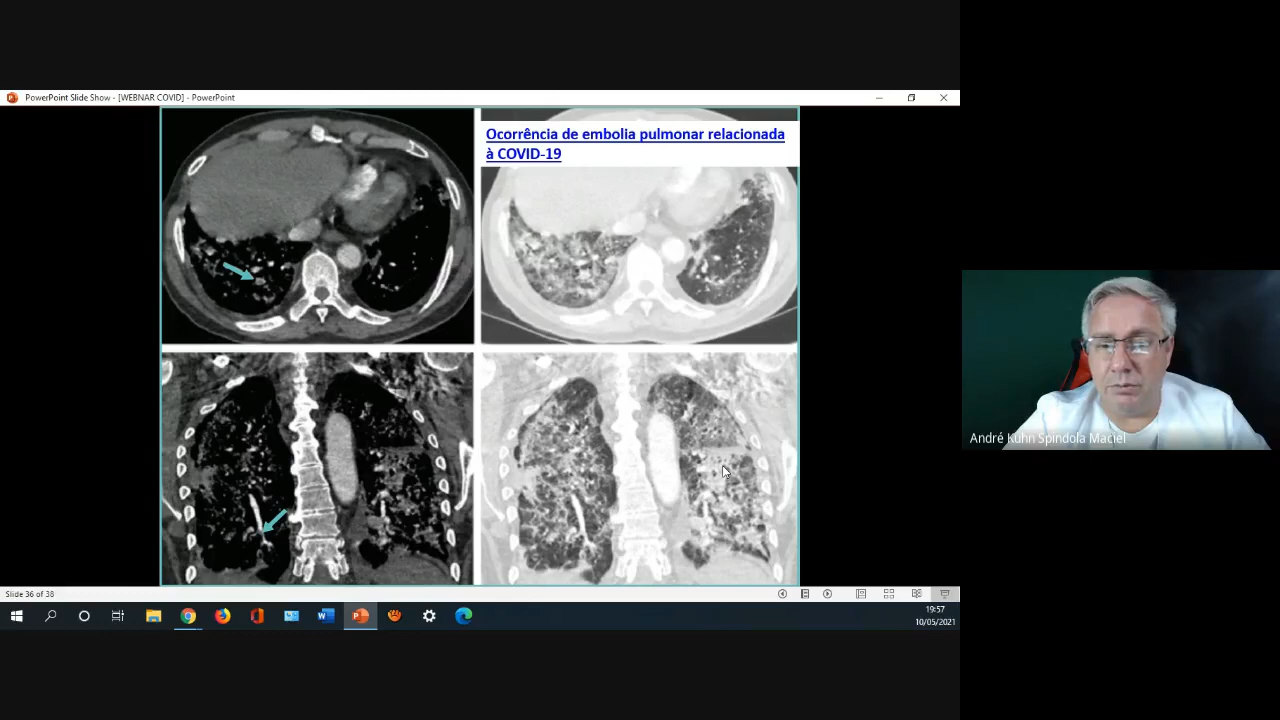 PowerPoint Slide Show - [WEBNAR COVID] - PowerPoint
Ocorrência de embolia pulmonar relacionada
à COVID-19
André Kuhn Spindola Maciel
Slide 36 of 38
19:57
10/05/2021